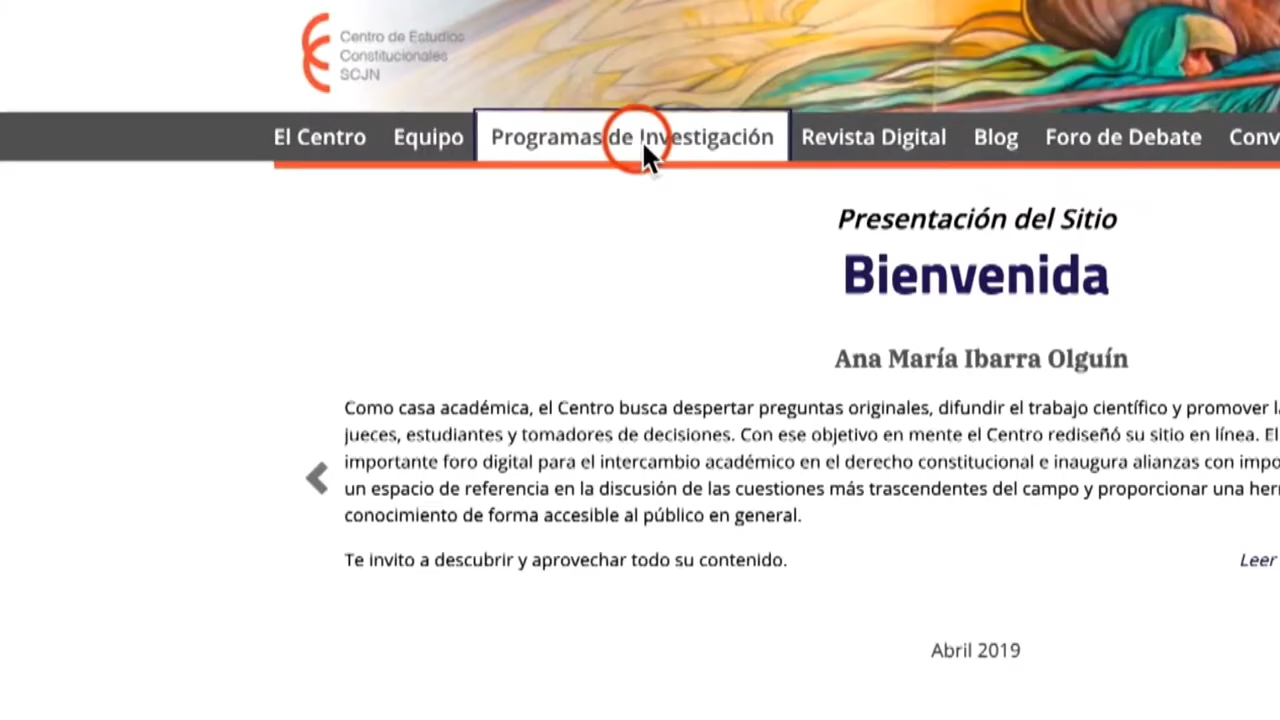 Centro de Estudios
Constitucionales
SCJN
El Centro Equipo Programas de Investigación Revista Digital Blog Foro de Debate Conv
Presentación del Sitio
Bienvenida
Ana María Ibarra Olguín
Como casa académica, el Centro busca despertar preguntas originales, difundir el trabajo científico y promover l
jueces, estudiantes y tomadores de decisiones. Con ese objetivo en mente el Centro rediseñó su sitio en línea. El
importante foro digital para el intercambio académico en el derecho constitucional e inaugura alianzas con impo
un espacio de referencia en la discusión de las cuestiones más trascendentes del campo y proporcionar una her
conocimiento de forma accesible al público en general.
Te invito a descubrir y aprovechar todo su contenido. Leer
Abril 2019